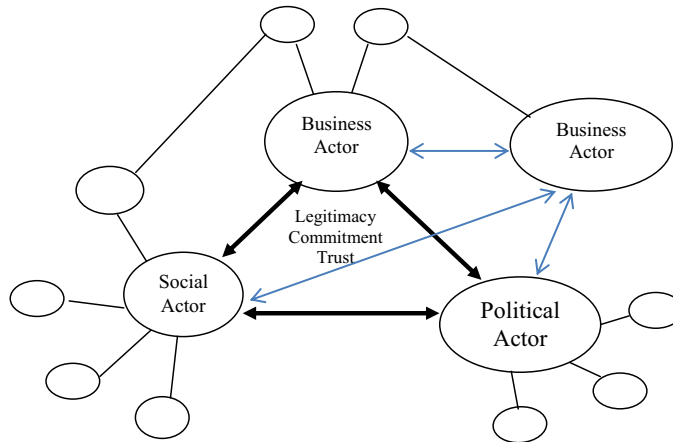 Business
Actor
Business
Actor
Legitimacy
Commitment
Trust
Social
Actor
Political
Actor